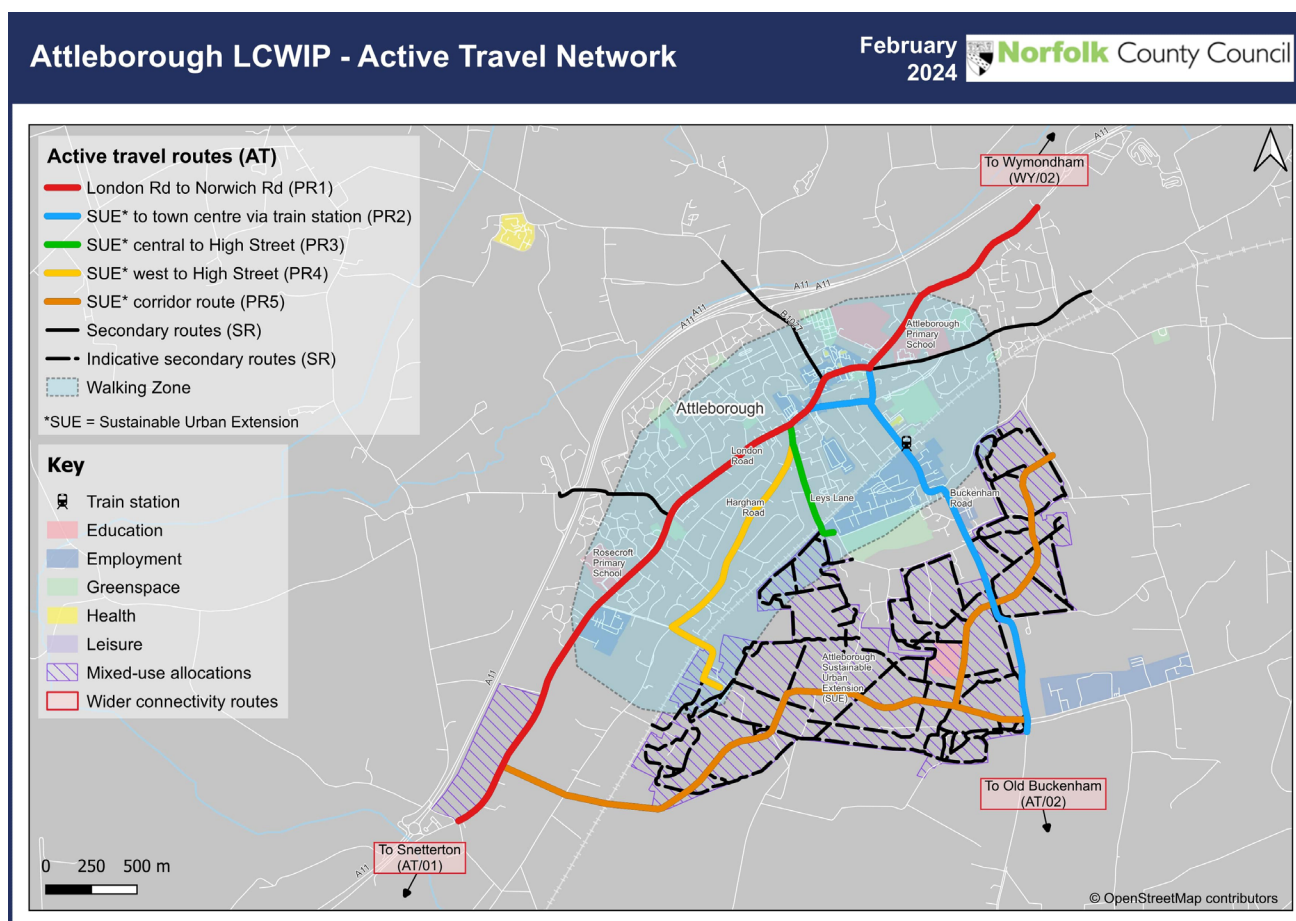 Attleborough LCWIP - Active Travel Network
February
2024
Norfolk County Council
Active travel routes (AT)
London Rd to Norwich Rd (PR1)
SUE* to town centre via train station (PR2)
SUE* central to High Street (PR3)
SUE* west to High Street (PR4)
SUE* corridor route (PR5)
Secondary routes (SR)
Indicative secondary routes (SR)
Walking Zone
*SUE = Sustainable Urban Extension
Key
Train station
Education
Employment
Greenspace
Health
Leisure
Mixed-use allocations
Wider connectivity routes
0 250 500 m
A11
To Wymondham
(WY/02)
A11 A11
A11
A11
B1077
Attleborough
Primary
School
Attleborough
London
Road
Hargham
Road
Leys Lane
Buckenham
Road
Rosecroft
Primary
School
Attleborough
Sustainable
Urban
Extension
(SUE)
A11
To Old Buckenham
(AT/02)
To Snetterton
(AT/01)
A11
© OpenStreetMap contributors